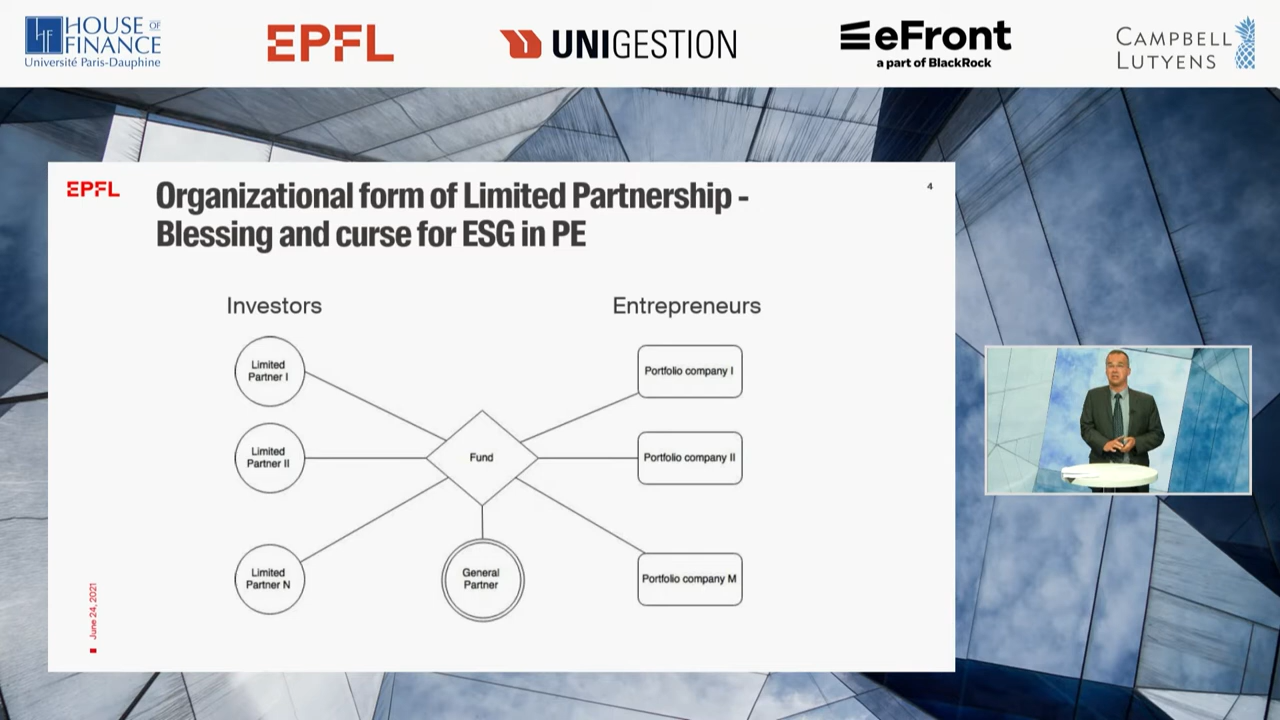 HOUSE OF
FINANCE
Université Paris-Dauphine
EPFL
UNIGESTION
eFront
a part of BlackRock
CAMPBELL
LUTYENS
EPFL
4
Organizational form of Limited Partnership -
Blessing and curse for ESG in PE
Investors
Entrepreneurs
Limited
Partner I
Portfolio company I
Limited
Partner II
Fund
Portfolio company II
Limited
Partner N
General
Partner
Portfolio company M
June 24, 2021